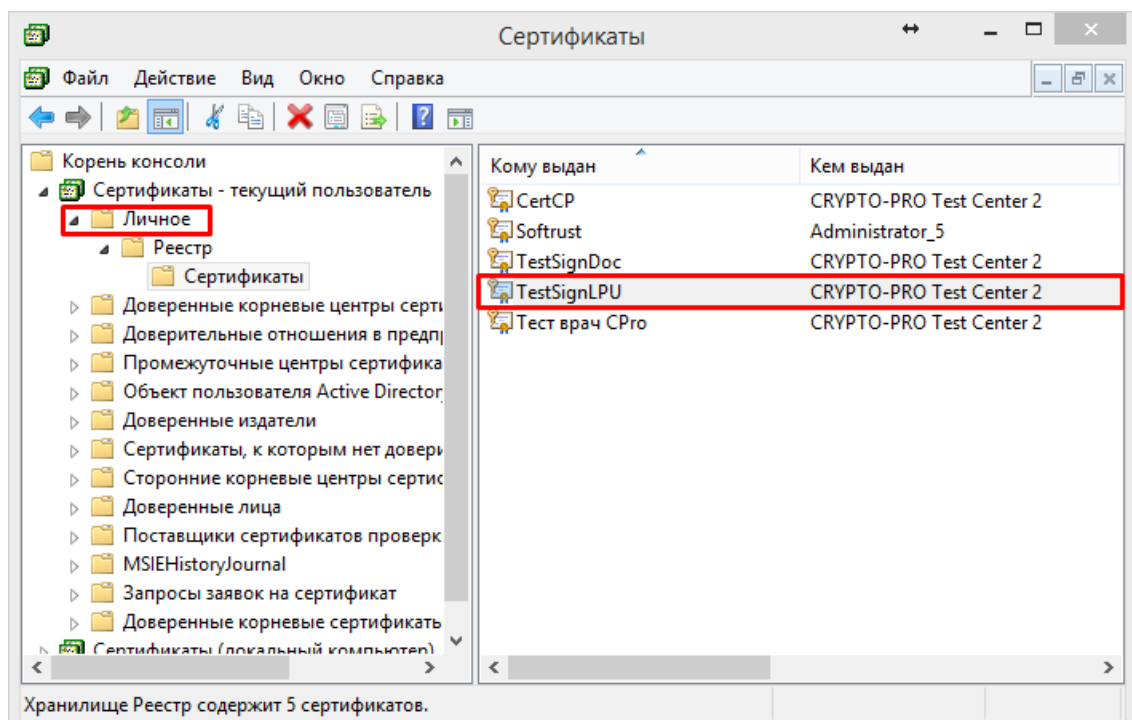 Сертификаты
Файл Действие Вид Окно Справка
Корень консоли
Сертификаты - текущий пользователь
Личное
Реестр
Сертификаты
Доверенные корневые центры серти
Доверительные отношения в предпр
Промежуточные центры сертифика
Объект пользователя Active Director
Доверенные издатели
Сертификаты, к которым нет довери
Сторонние корневые центры сертис
Доверенные лица
Поставщики сертификатов проверк
MSIEHistoryJournal
Запросы заявок на сертификат
Доверенные корневые сертификаты
Сертификаты (локальный компьютер)
Кому выдан Кем выдан
CertCP CRYPTO-PRO Test Center 2
Softrust Administrator_5
TestSignDoc CRYPTO-PRO Test Center 2
TestSignLPU CRYPTO-PRO Test Center 2
Тест врач CPro CRYPTO-PRO Test Center 2
Хранилище Реестр содержит 5 сертификатов.